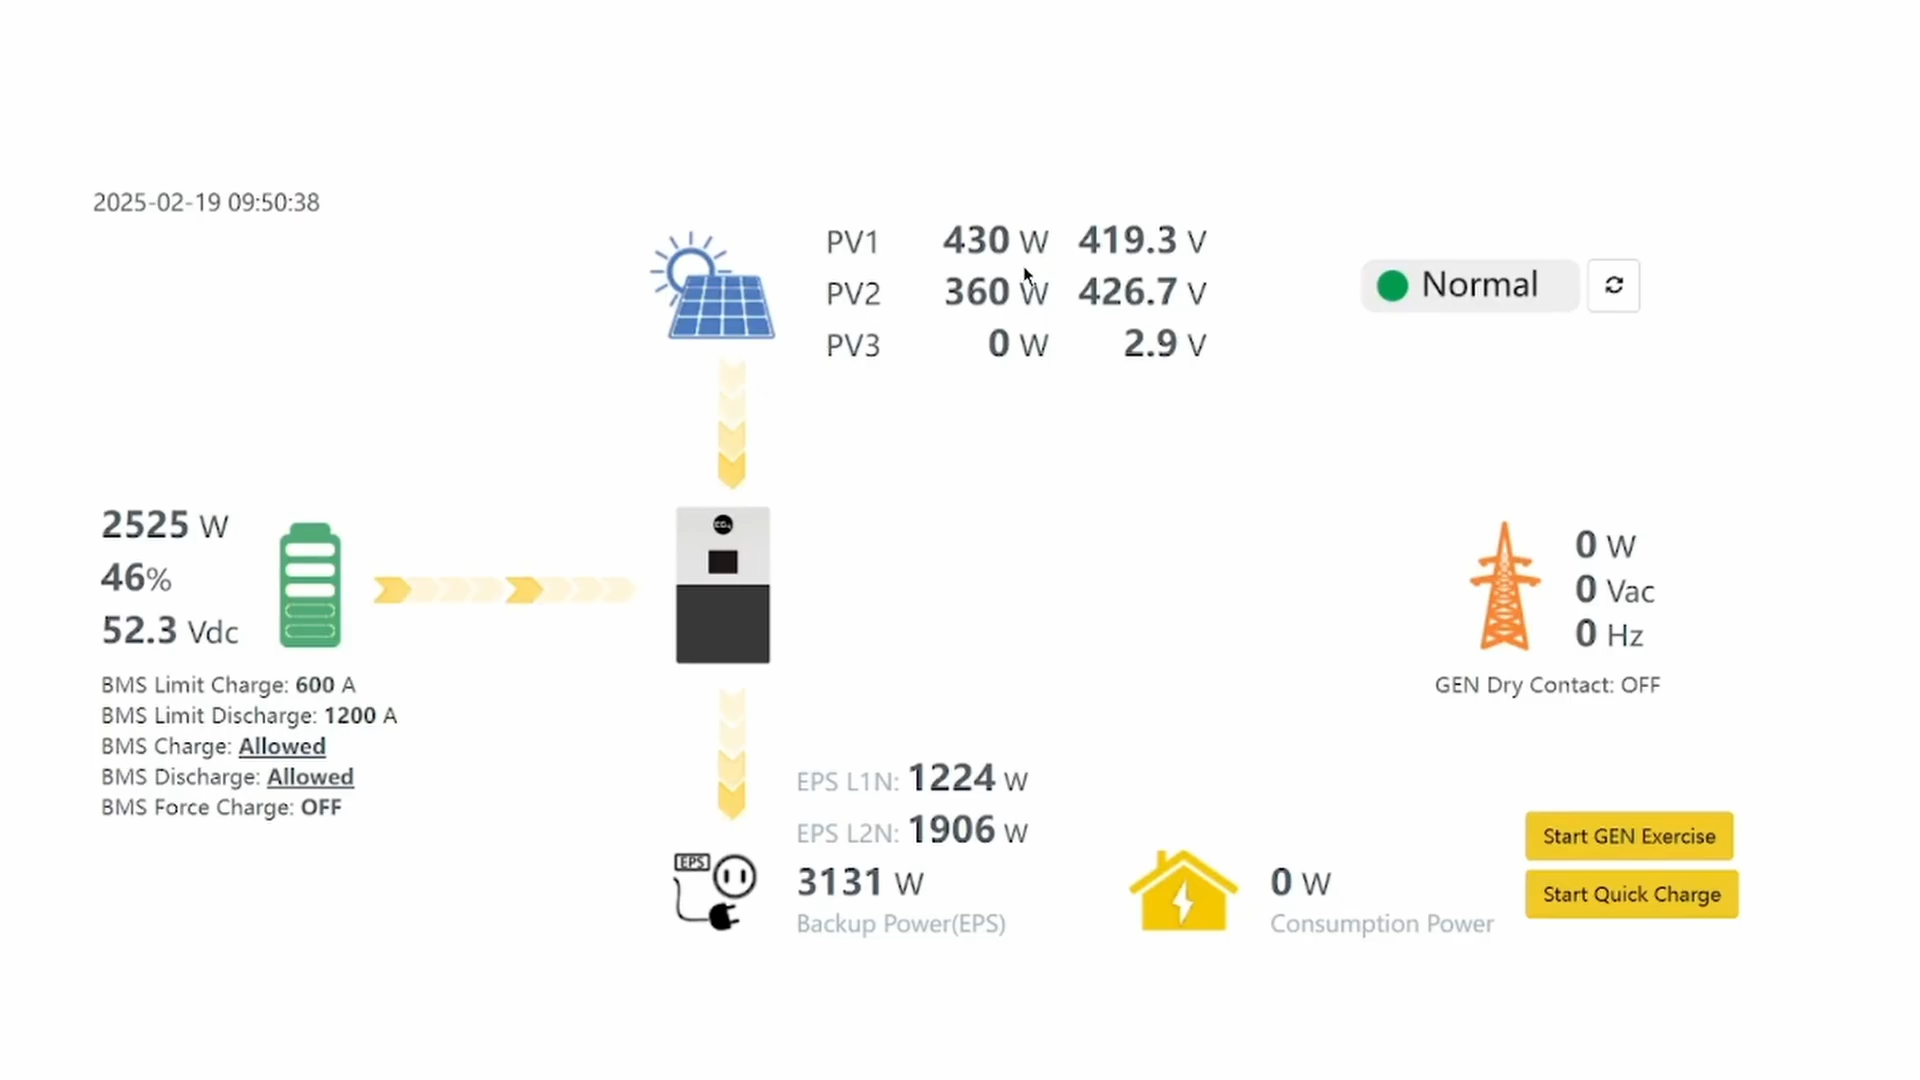 2025-02-19 09:50:38
PV1 430 W 419.3 V
PV2 360 W 426.7 V
PV3 0 W 2.9 V
Normal
2525 W
46%
52.3 Vdc
BMS Limit Charge: 600 A
BMS Limit Discharge: 1200 A
BMS Charge: Allowed
BMS Discharge: Allowed
BMS Force Charge: OFF
0 W
0 Vac
0 Hz
GEN Dry Contact: OFF
EPS L1N: 1224 W
EPS L2N: 1906 W
EPS
3131 W
Backup Power(EPS)
0 W
Consumption Power
Start GEN Exercise
Start Quick Charge